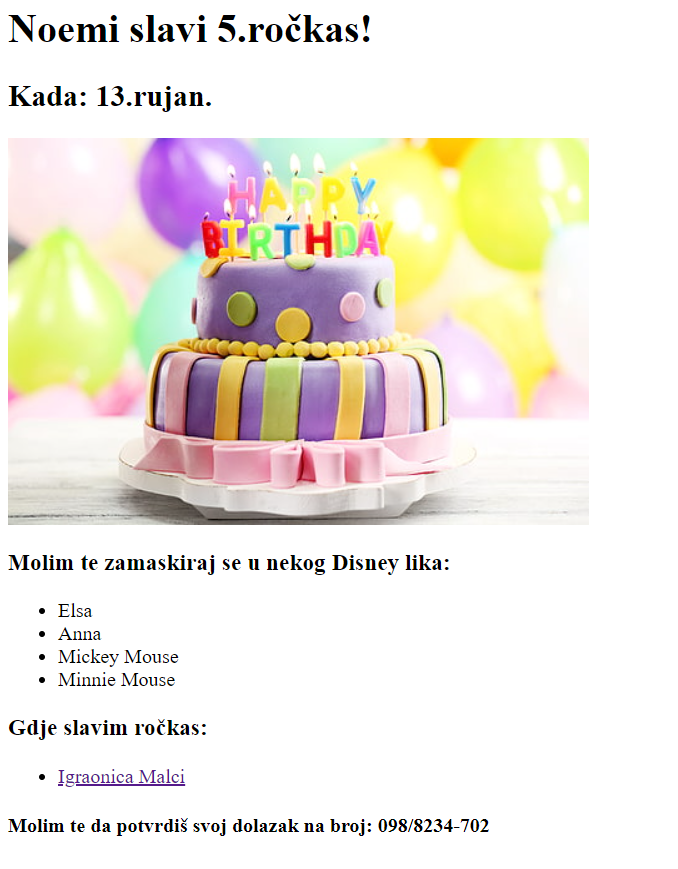 Noemi slavi 5.ročkas!
Kada: 13.rujan.
HAPPY
BIRTHDAY
Molim te zamaskiraj se u nekog Disney lika:
Elsa
Anna
Mickey Mouse
Minnie Mouse
Gdje slavim ročkas:
Igraonica Malci
Molim te da potvrdiš svoj dolazak na broj: 098/8234-702